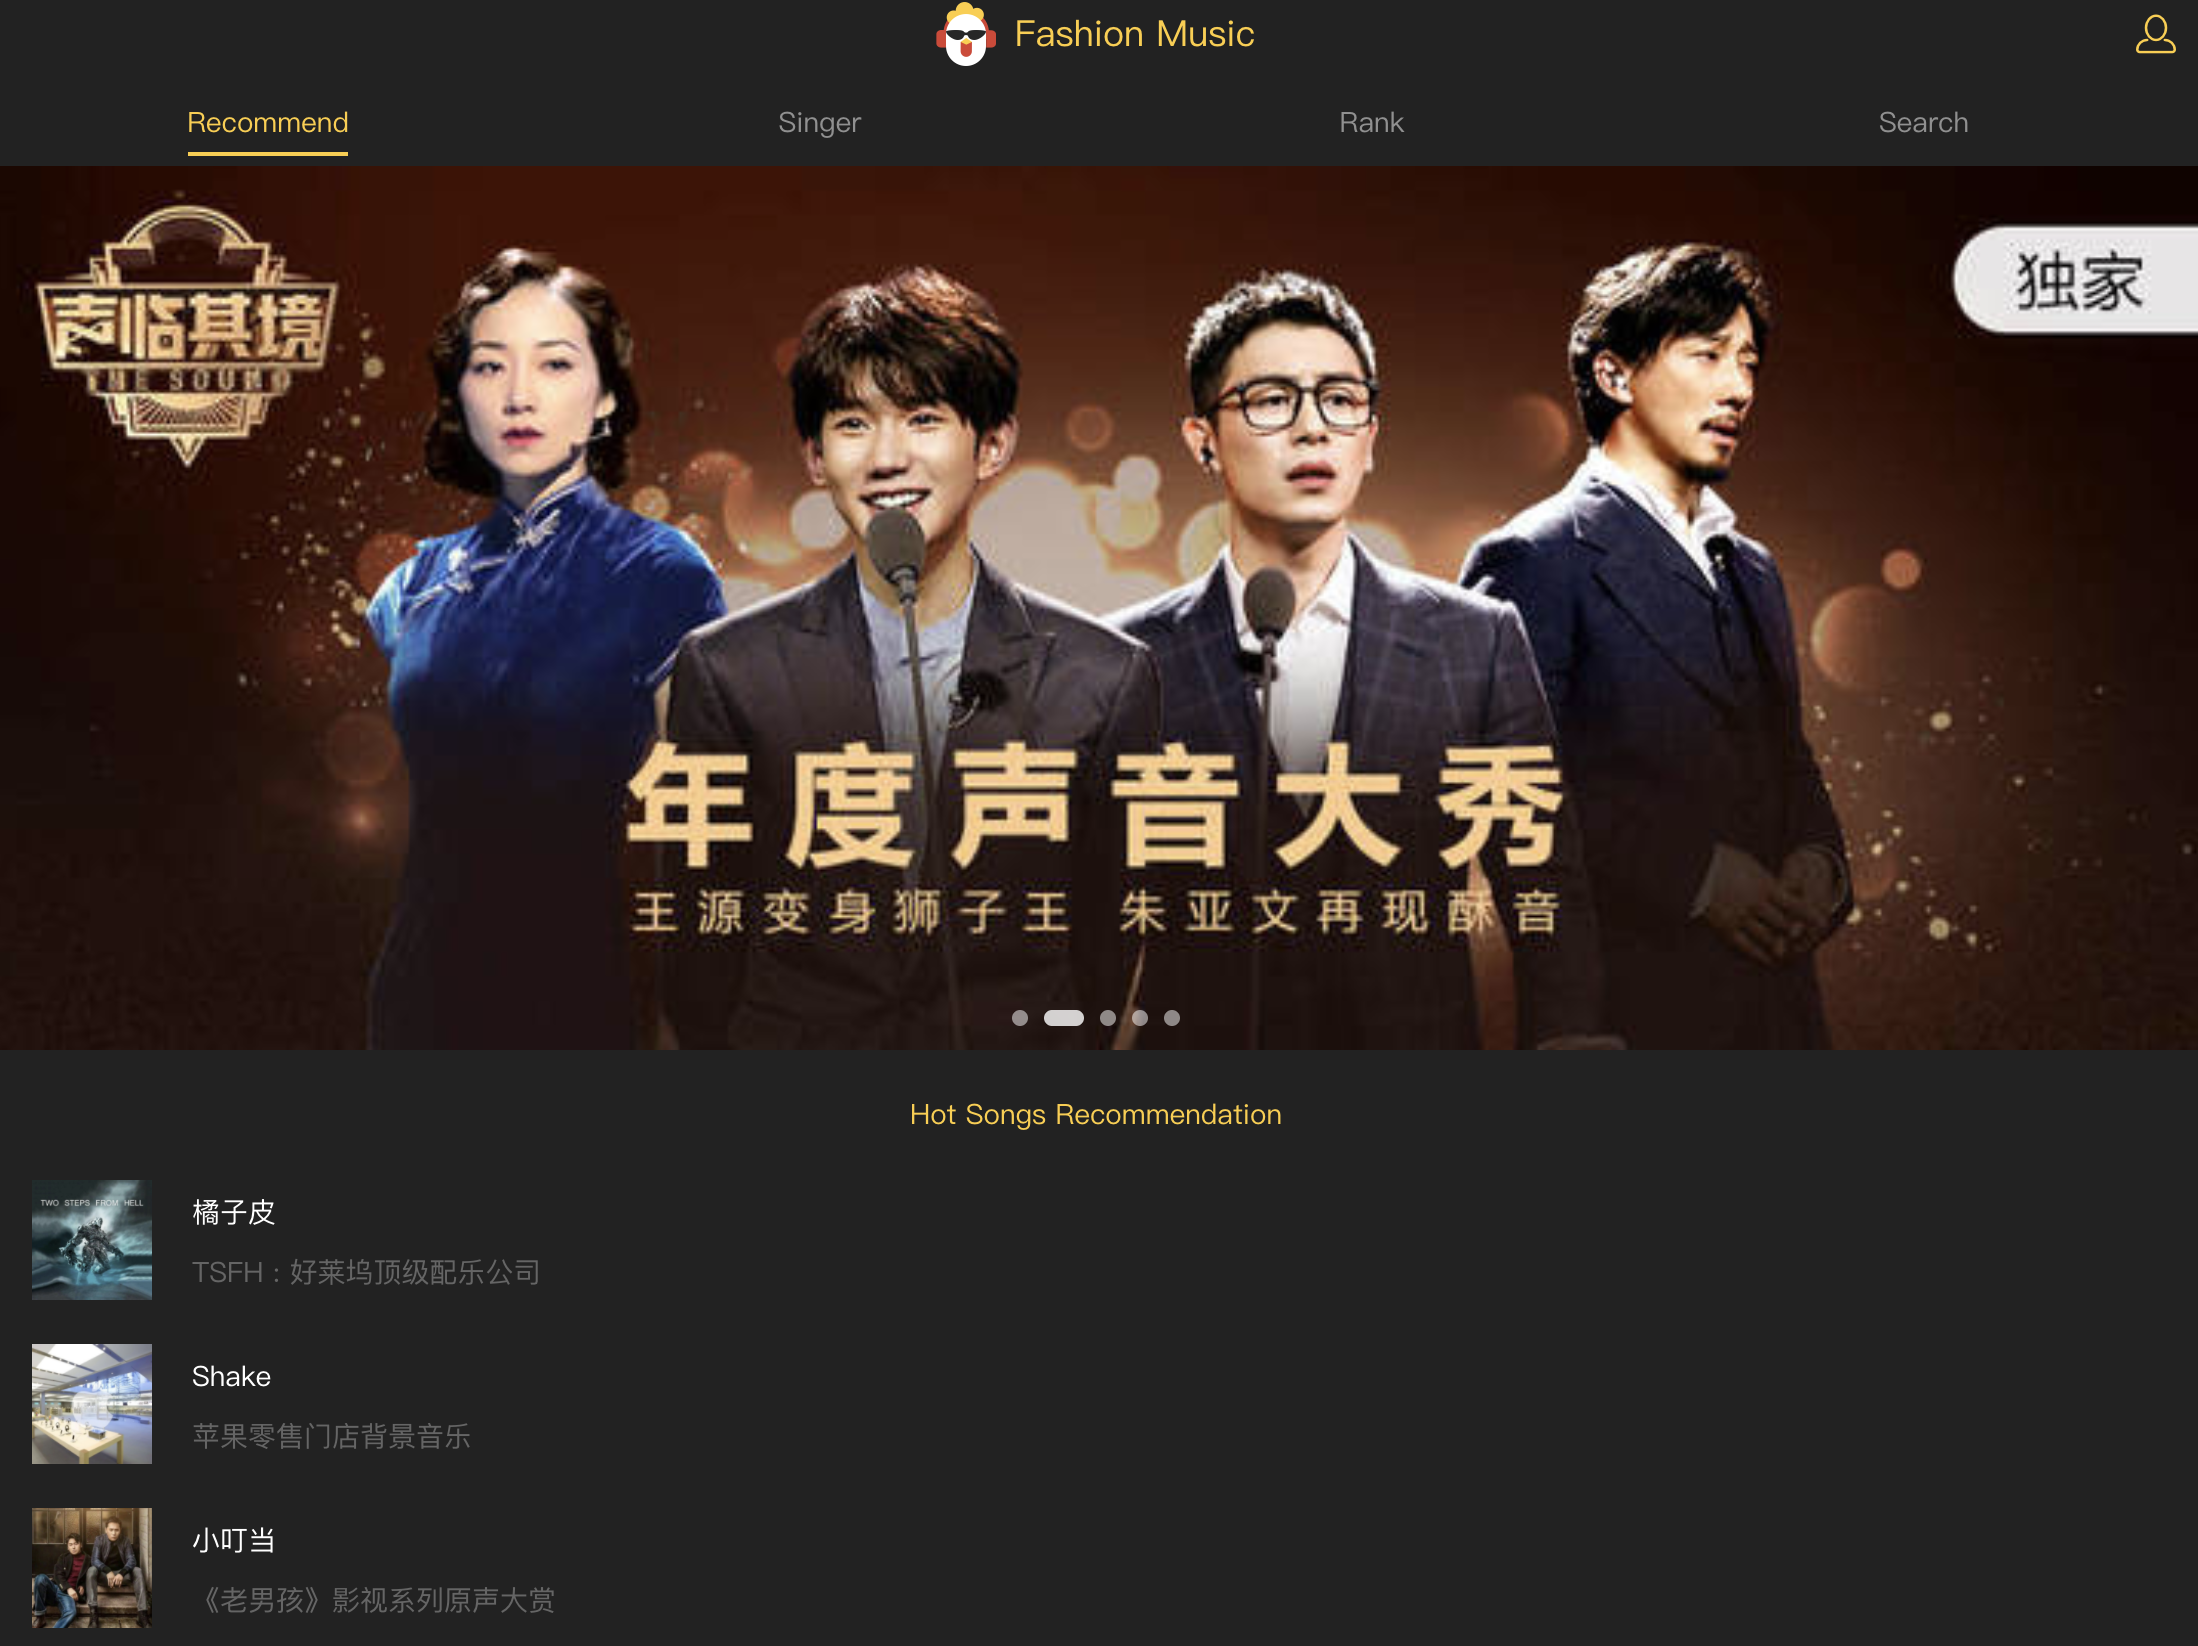 Fashion Music
Recommend
Singer
Rank
Search
声临其境
THE SOUND
独家
年度声音大秀
王源变身狮子王 朱亚文再现酥音
Hot Songs Recommendation
TWO STEPS FROM HELL
橘子皮
TSFH：好莱坞顶级配乐公司
Shake
苹果零售门店背景音乐
小叮当
《老男孩》影视系列原声大赏